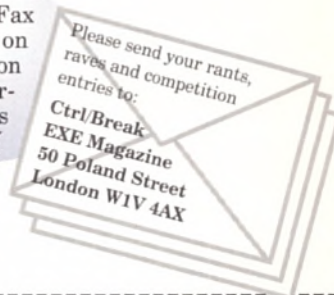 Fax
on
on
r-
s
Please send your rants,
raves and competition
entries to:
Ctrl/Break
EXE Magazine
50 Poland Street
London W1V 4AX